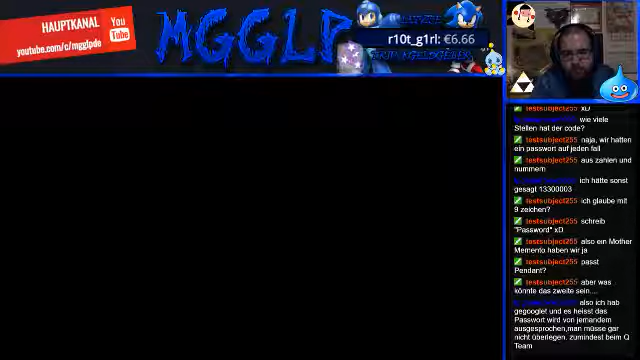 HAUPTKANAL
You
Tube
youtube.com/c/mgglpde
MGGLP
r10t_g1rl: €6.66
testsubject255 xD
wie viele
Stellen hat der code?
testsubject255 naja, wir hatten
ein passwort auf jeden fall
testsubject255 aus zahlen und
nummern
ich hätte sonst
gesagt 13300003
testsubject255 ich glaube mit
9 zeichen?
testsubject255 schreib
"Password" xD
testsubject255 also ein Mother
Memento haben wir ja
testsubject255 passt
Pendant?
testsubject255 aber was
könnte das zweite sein....
also ich hab
gegooglet und es heisst das
Passwort wird von jemandem
ausgesprochen,man müsse gar
nicht überlegen. zumindest beim Q
Team